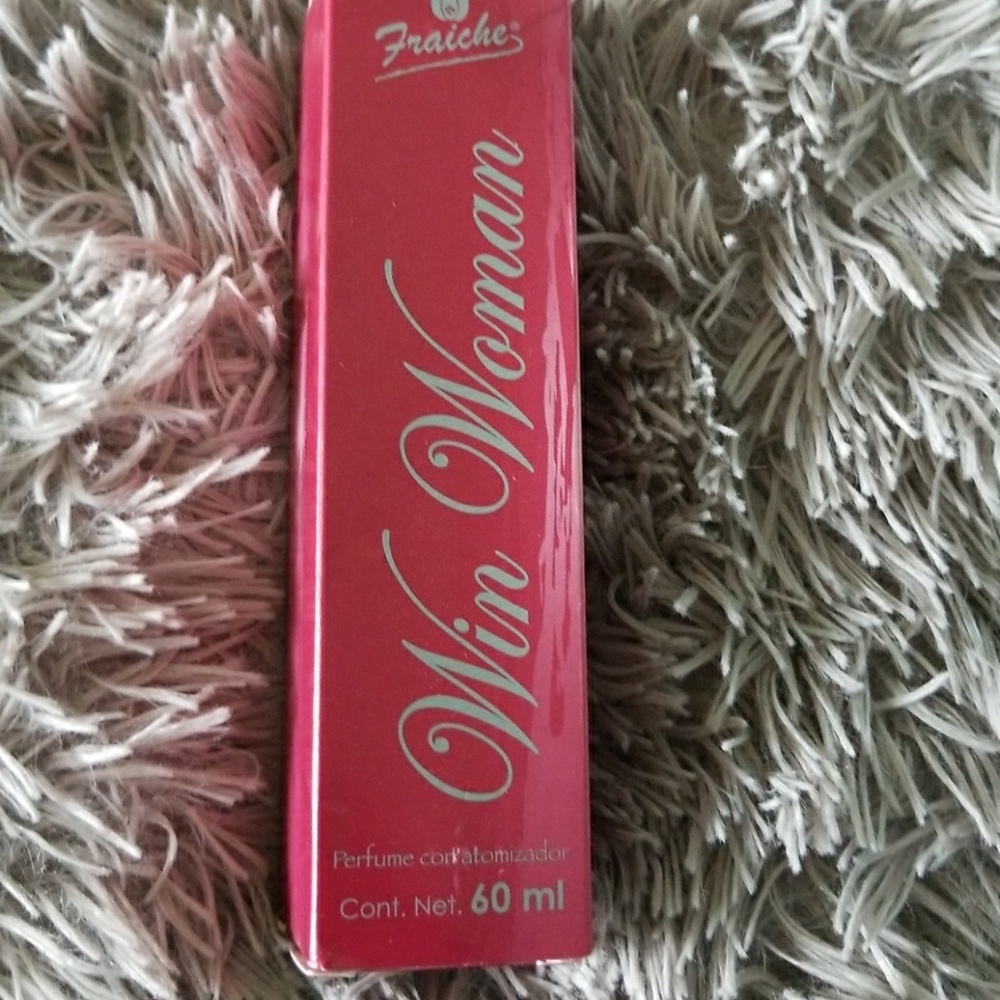 Fraiche
Win Woman
Perfume con atomizador
Cont. Net. 60 ml